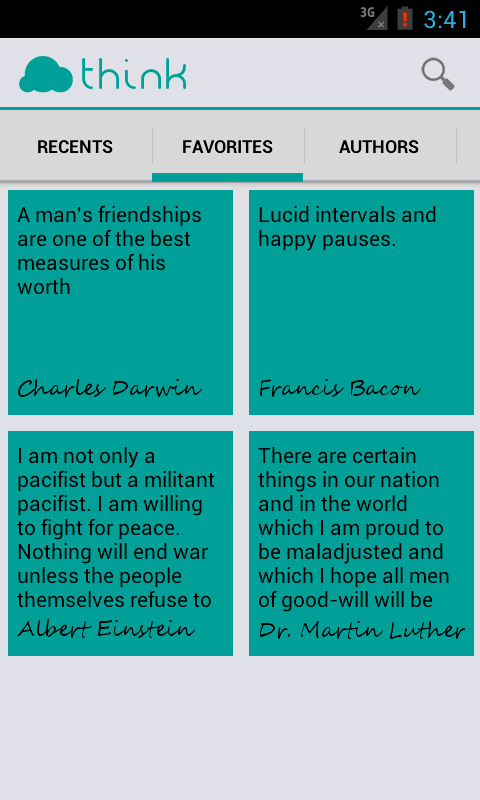 3G
3:41
think
RECENTS
FAVORITES
AUTHORS
A man's friendships
are one of the best
measures of his
worth
Charles Darwin
Lucid intervals and
happy pauses.
Francis Bacon
I am not only a
pacifist but a militant
pacifist. I am willing
to fight for peace.
Nothing will end war
unless the people
themselves refuse to
Albert Einstein
There are certain
things in our nation
and in the world
which I am proud to
be maladjusted and
which I hope all men
of good-will will be
Dr. Martin Luther